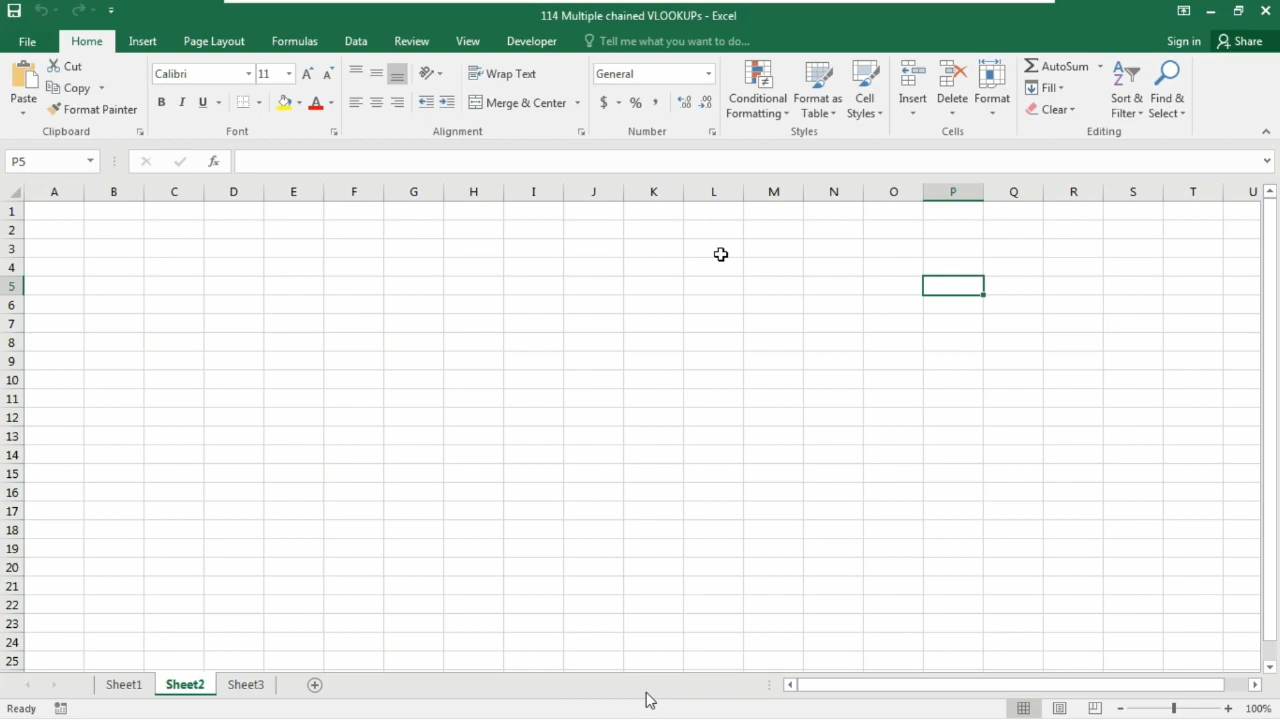 114 Multiple chained VLOOKUPs - Excel
File Home Insert Page Layout Formulas Data Review View Developer Tell me what you want to do... Sign in Share
Paste Cut Copy Format Painter Clipboard
Calibri 11 B I U A Font
Wrap Text Merge & Center Alignment
General $ % , Number
Conditional Formatting Format as Table Cell Styles Styles
Insert Delete Format Cells
AutoSum Fill Clear Sort & Filter Find & Select Editing
P5 fx
A B C D E F G H I J K L M N O P Q R S T U
1
2
3
4
5
6
7
8
9
10
11
12
13
14
15
16
17
18
19
20
21
22
23
24
25
Sheet1 Sheet2 Sheet3
Ready 100%